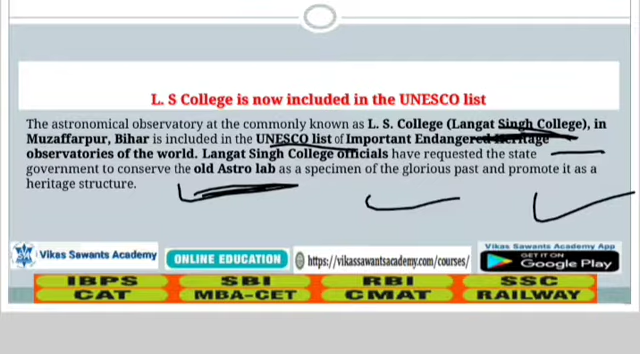 L. S College is now included in the UNESCO list
The astronomical observatory at the commonly known as L. S. College (Langat Singh College), in
Muzaffarpur, Bihar is included in the UNESCO list of Important Endangered Heritage
observatories of the world. Langat Singh College officials have requested the state
government to conserve the old Astro lab as a specimen of the glorious past and promote it as a
heritage structure.
Vikas Sawants Academy
ONLINE EDUCATION
https://vikassawantsacademy.com/courses/
Vikas Sawants Academy App
GET IT ON
Google Play
IBPS SBI RBI SSC
CAT MBA-CET CMAT RAILWAY